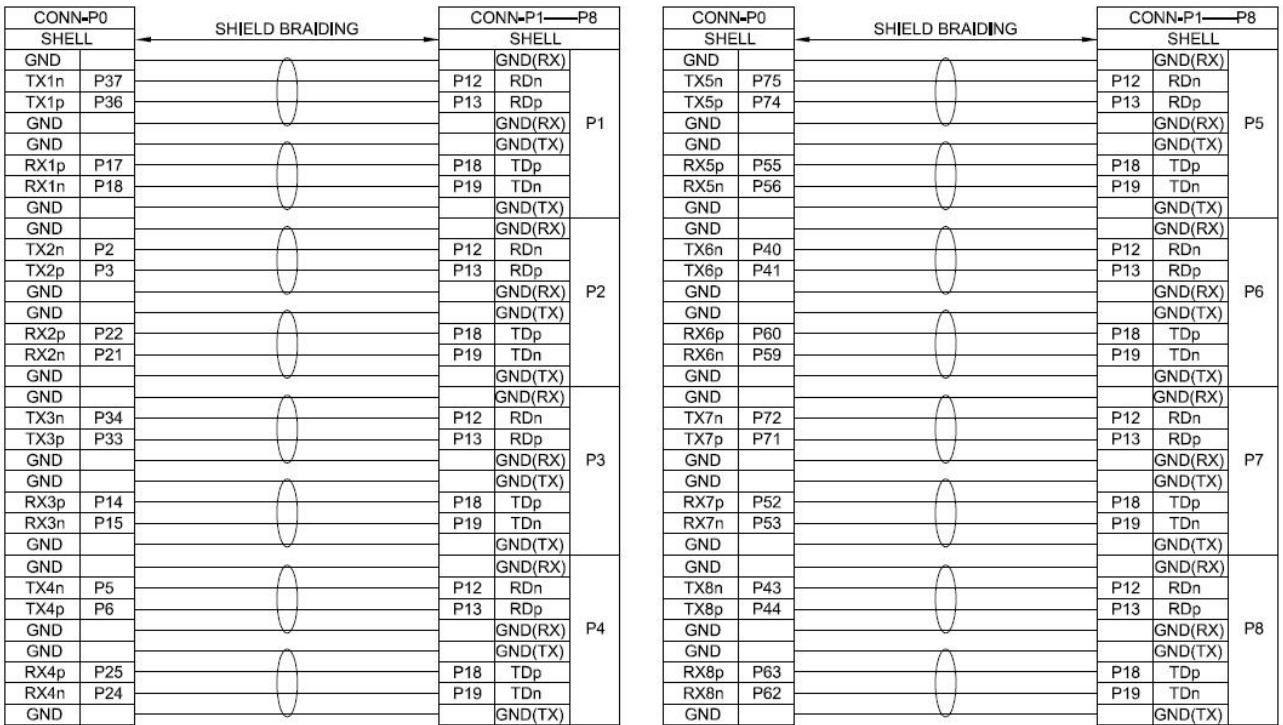 CONN-P0 SHIELD BRAIDING CONN-P1——P8
SHELL SHELL
GND GND(RX)
TX1n P37 P12 RDn
TX1p P36 P13 RDp
GND GND(RX) P1
GND GND(TX)
RX1p P17 P18 TDp
RX1n P18 P19 TDn
GND GND(TX)
GND GND(RX)
TX2n P2 P12 RDn
TX2p P3 P13 RDp
GND GND(RX) P2
GND GND(TX)
RX2p P22 P18 TDp
RX2n P21 P19 TDn
GND GND(TX)
GND GND(RX)
TX3n P34 P12 RDn
TX3p P33 P13 RDp
GND GND(RX) P3
GND GND(TX)
RX3p P14 P18 TDp
RX3n P15 P19 TDn
GND GND(TX)
GND GND(RX)
TX4n P5 P12 RDn
TX4p P6 P13 RDp
GND GND(RX) P4
GND GND(TX)
RX4p P25 P18 TDp
RX4n P24 P19 TDn
GND GND(TX)
CONN-P0 SHIELD BRAIDING CONN-P1——P8
SHELL SHELL
GND GND(RX)
TX5n P75 P12 RDn
TX5p P74 P13 RDp
GND GND(RX) P5
GND GND(TX)
RX5p P55 P18 TDp
RX5n P56 P19 TDn
GND GND(TX)
GND GND(RX)
TX6n P40 P12 RDn
TX6p P41 P13 RDp
GND GND(RX) P6
GND GND(TX)
RX6p P60 P18 TDp
RX6n P59 P19 TDn
GND GND(TX)
GND GND(RX)
TX7n P72 P12 RDn
TX7p P71 P13 RDp
GND GND(RX) P7
GND GND(TX)
RX7p P52 P18 TDp
RX7n P53 P19 TDn
GND GND(TX)
GND GND(RX)
TX8n P43 P12 RDn
TX8p P44 P13 RDp
GND GND(RX) P8
GND GND(TX)
RX8p P63 P18 TDp
RX8n P62 P19 TDn
GND GND(TX)